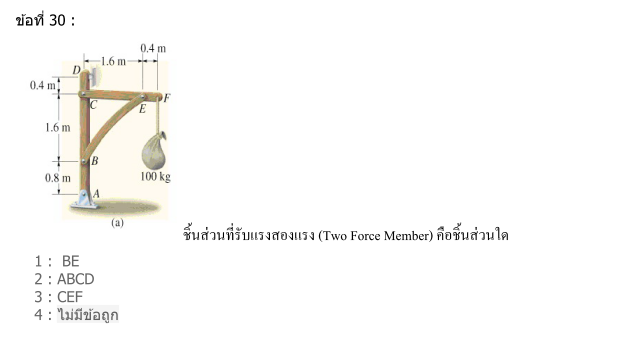 ข้อที่ 30 :
0.4 m
1.6 m
D
0.4 m
C
E
F
1.6 m
B
100 kg
0.8 m
A
(a)
ชิ้นส่วนที่รับแรงสองแรง (Two Force Member) คือชิ้นส่วนใด
1 : BE
2 : ABCD
3 : CEF
4 : ไม่มีข้อถูก